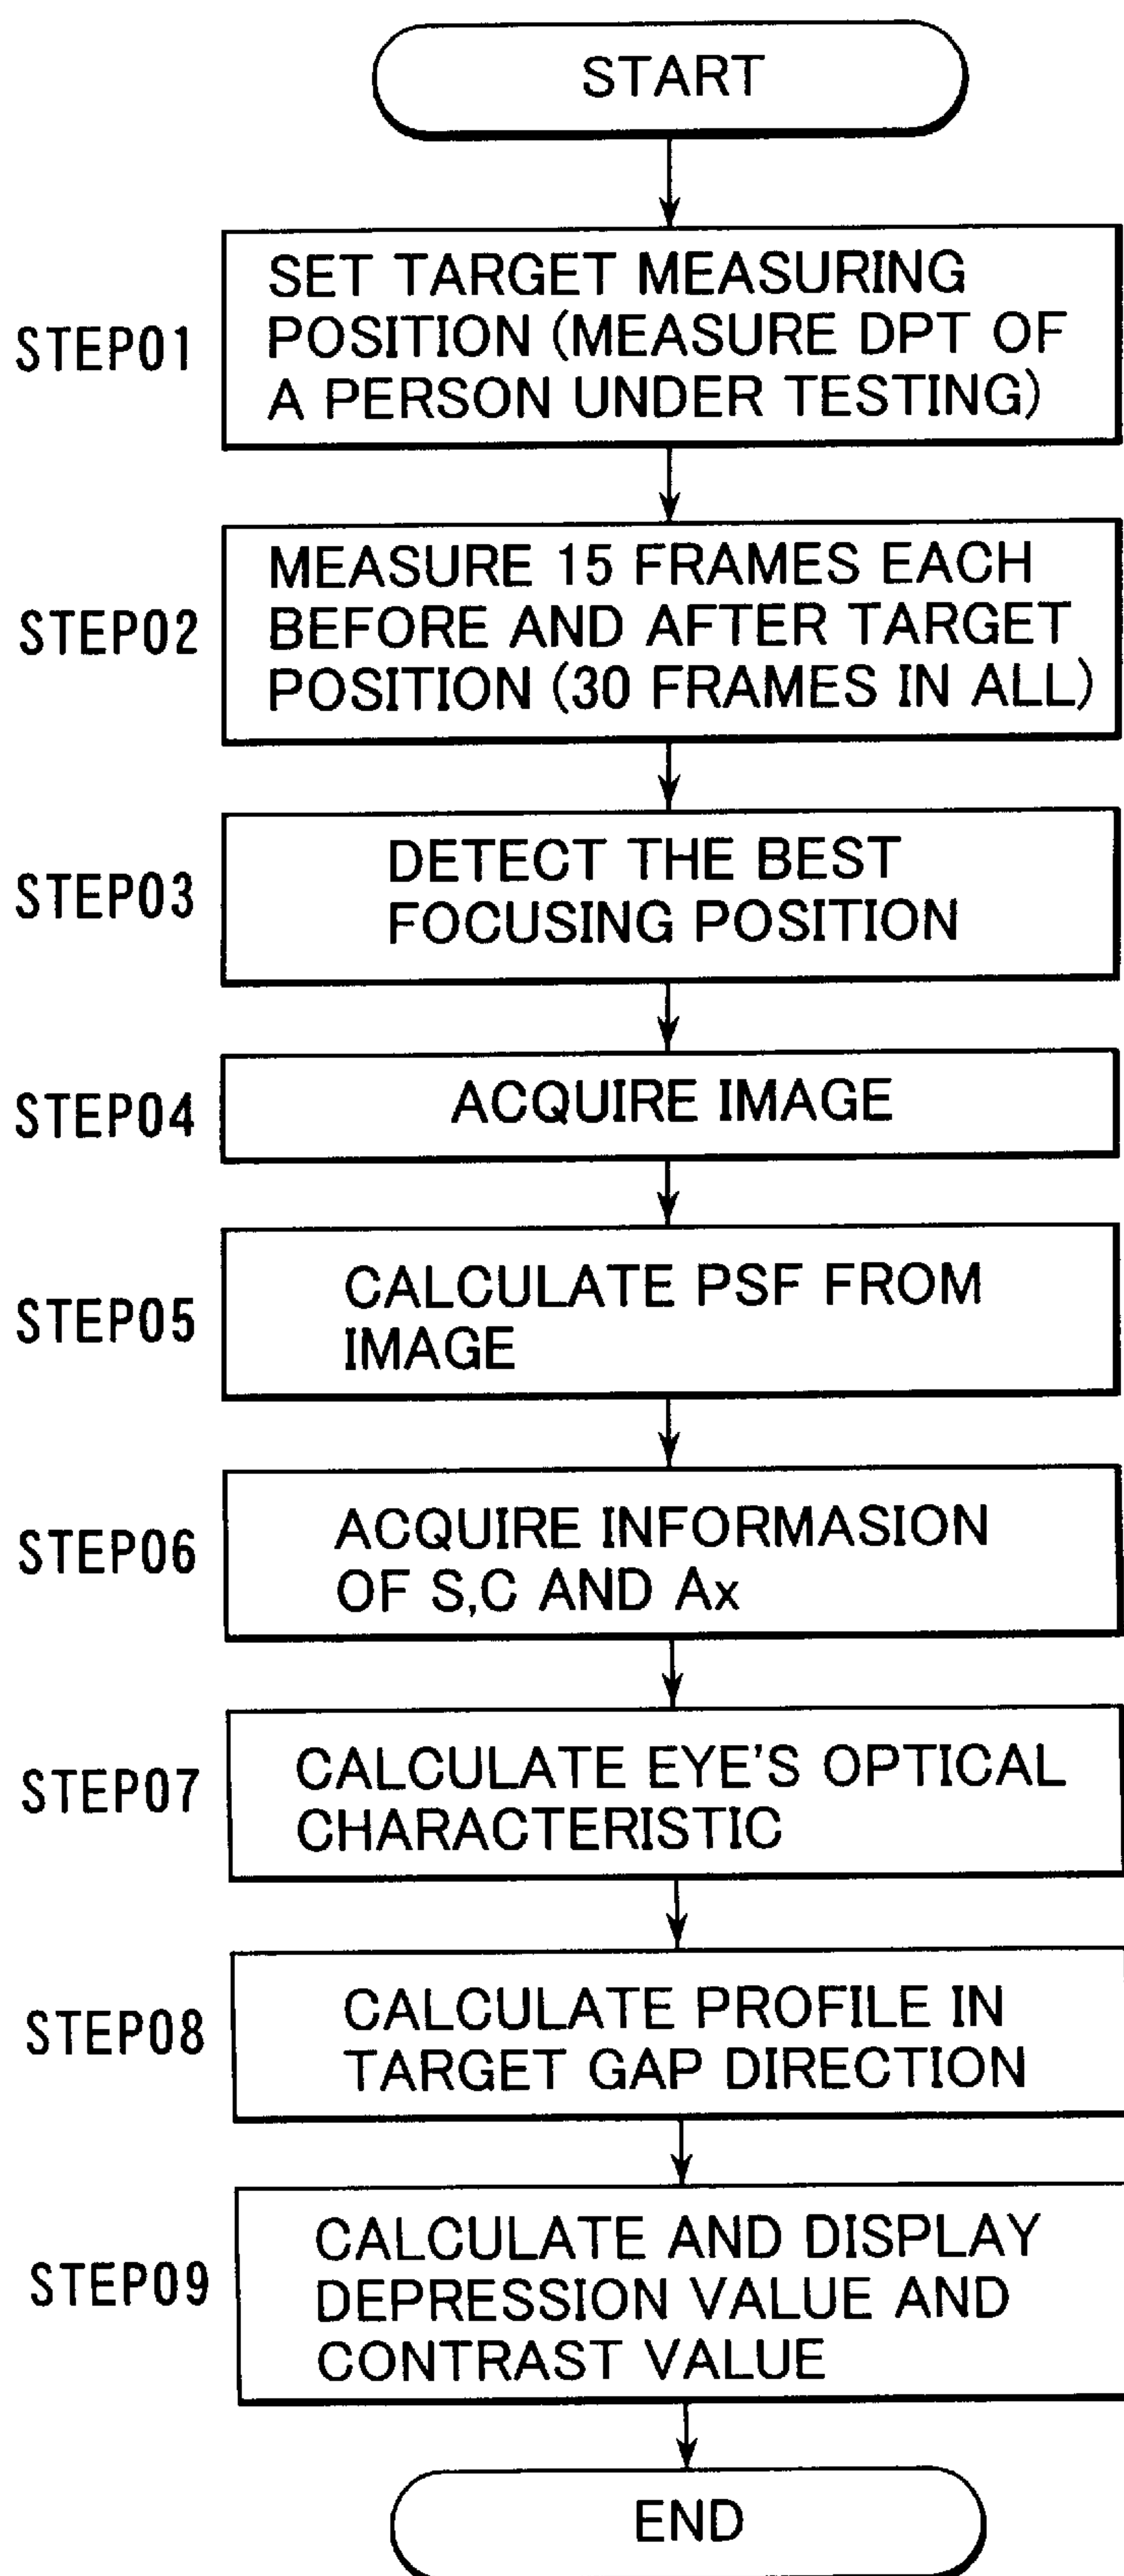 START
STEP01
SET TARGET MEASURING
POSITION (MEASURE DPT OF
A PERSON UNDER TESTING)
STEP02
MEASURE 15 FRAMES EACH
BEFORE AND AFTER TARGET
POSITION (30 FRAMES IN ALL)
STEP03
DETECT THE BEST
FOCUSING POSITION
STEP04
ACQUIRE IMAGE
STEP05
CALCULATE PSF FROM
IMAGE
STEP06
ACQUIRE INFORMASION
OF S,C AND Ax
STEP07
CALCULATE EYE'S OPTICAL
CHARACTERISTIC
STEP08
CALCULATE PROFILE IN
TARGET GAP DIRECTION
STEP09
CALCULATE AND DISPLAY
DEPRESSION VALUE AND
CONTRAST VALUE
END